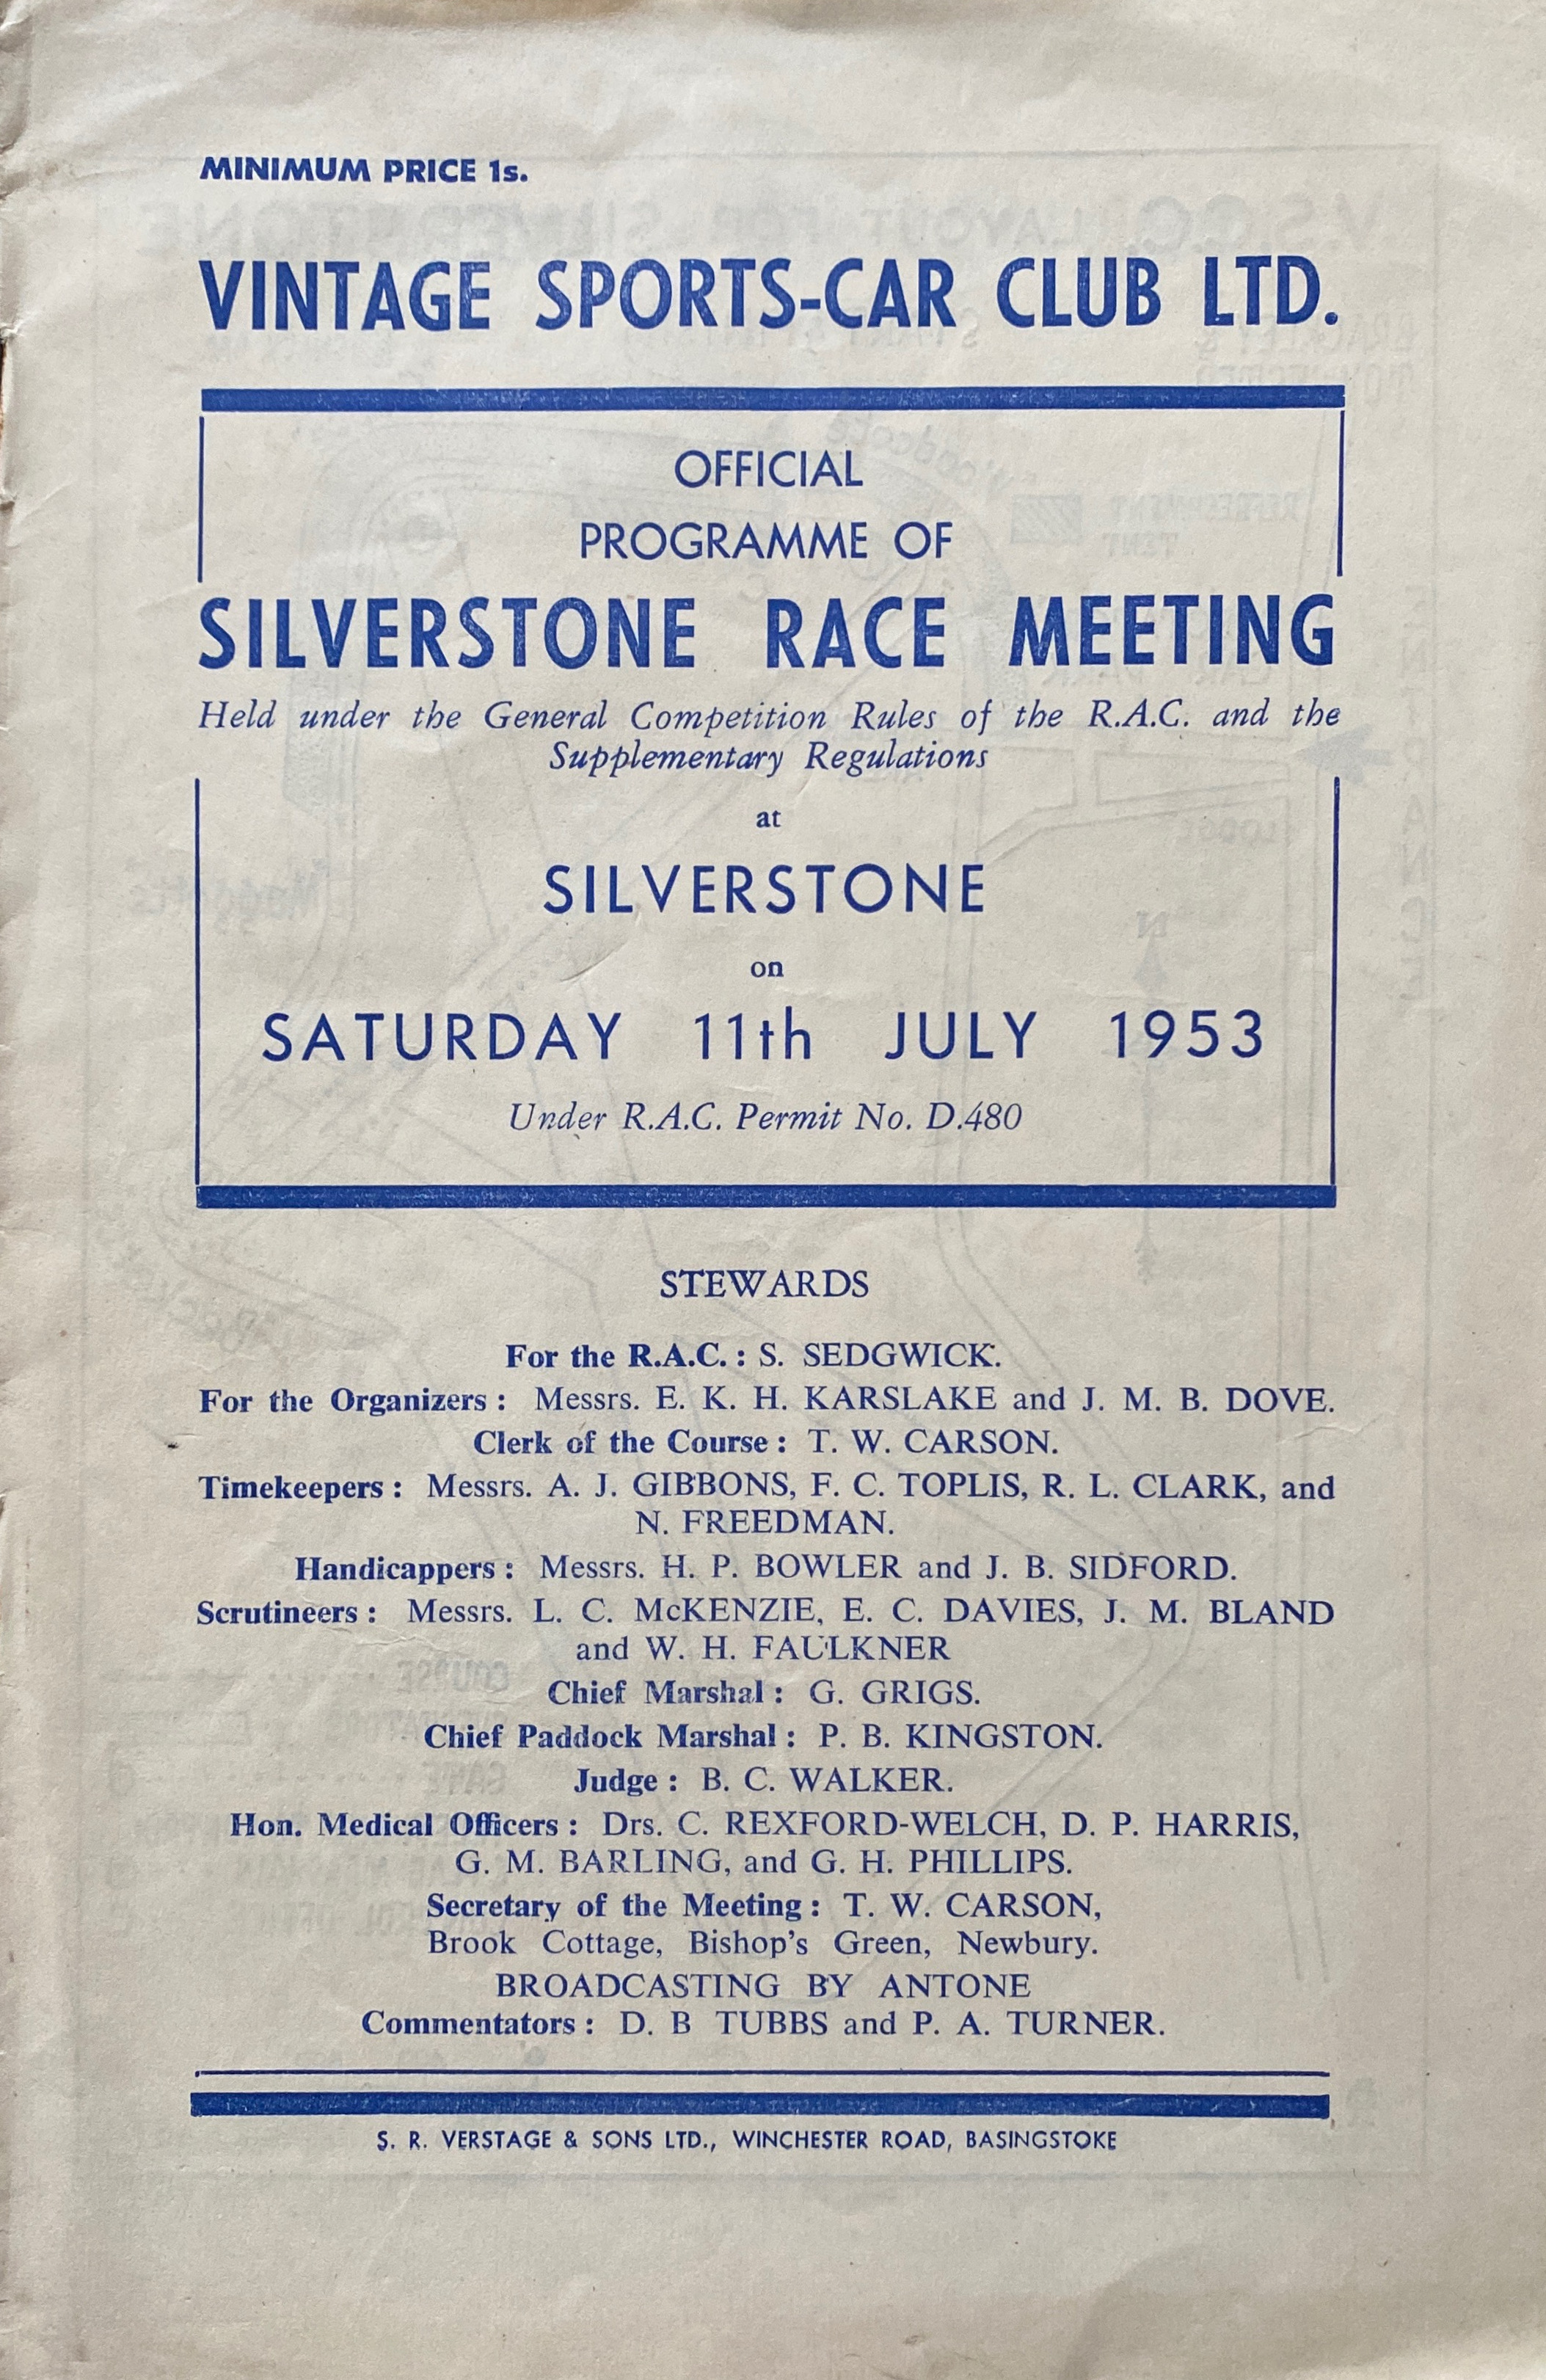 MINIMUM PRICE 1s.
VINTAGE SPORTS-CAR CLUB LTD.
OFFICIAL
PROGRAMME OF
SILVERSTONE RACE MEETING
Held under the General Competition Rules of the R.A.C. and the
Supplementary Regulations
at
SILVERSTONE
on
SATURDAY 11th JULY 1953
Under R.A.C. Permit No. D.480
STEWARDS
For the R.A.C. : S. SEDGWICK.
For the Organizers : Messrs. E. K. H. KARSLAKE and J. M. B. DOVE.
Clerk of the Course : T. W. CARSON.
Timekeepers : Messrs. A. J. GIBBONS, F. C. TOPLIS, R. L. CLARK, and
N. FREEDMAN.
Handicappers : Messrs. H. P. BOWLER and J. B. SIDFORD.
Scrutineers : Messrs. L. C. McKENZIE, E. C. DAVIES, J. M. BLAND
and W. H. FAULKNER
Chief Marshal : G. GRIGS.
Chief Paddock Marshal : P. B. KINGSTON.
Judge : B. C. WALKER.
Hon. Medical Officers : Drs. C. REXFORD-WELCH, D. P. HARRIS,
G. M. BARLING, and G. H. PHILLIPS.
Secretary of the Meeting : T. W. CARSON,
Brook Cottage, Bishop's Green, Newbury.
BROADCASTING BY ANTONE
Commentators : D. B TUBBS and P. A. TURNER.
S. R. VERSTAGE & SONS LTD., WINCHESTER ROAD, BASINGSTOKE